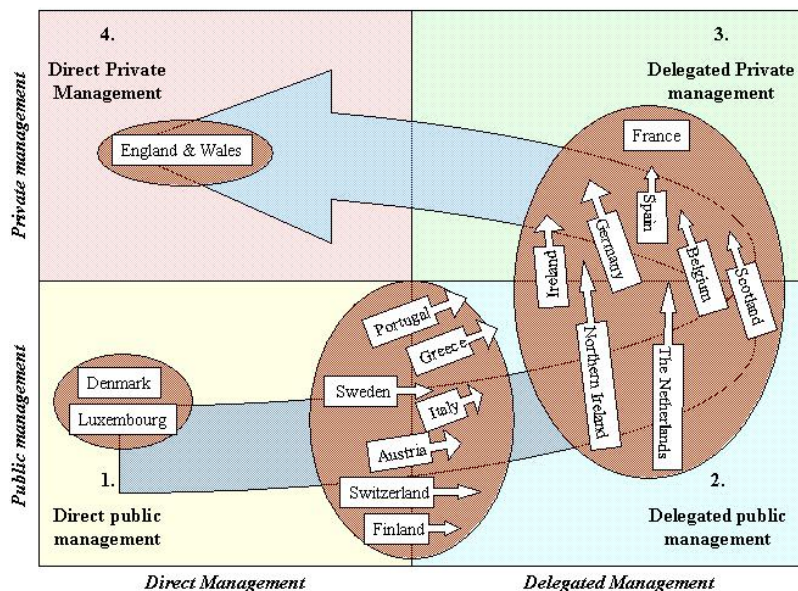 4.
Direct Private
Management
3.
Delegated Private
management
England & Wales
France
Spain
Germany
Ireland
Belgium
Scotland
Private management
Portugal
Greece
Denmark
Luxembourg
Sweden
Italy
Northern Ireland
The Netherlands
Austria
Switzerland
Finland
1.
Direct public
management
2.
Delegated public
management
Public management
Direct Management
Delegated Management